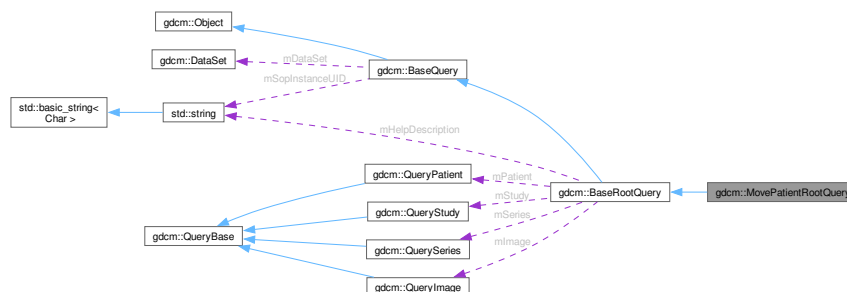 gdcm::Object
gdcm::DataSet
mDataSet
gdcm::BaseQuery
mSopInstanceUID
std::basic_string<
Char >
std::string
mHelpDescription
gdcm::QueryPatient
mPatient
gdcm::BaseRootQuery
gdcm::MovePatientRootQuery
mStudy
gdcm::QueryStudy
mSeries
gdcm::QueryBase
gdcm::QuerySeries
mImage
gdcm::QueryImage